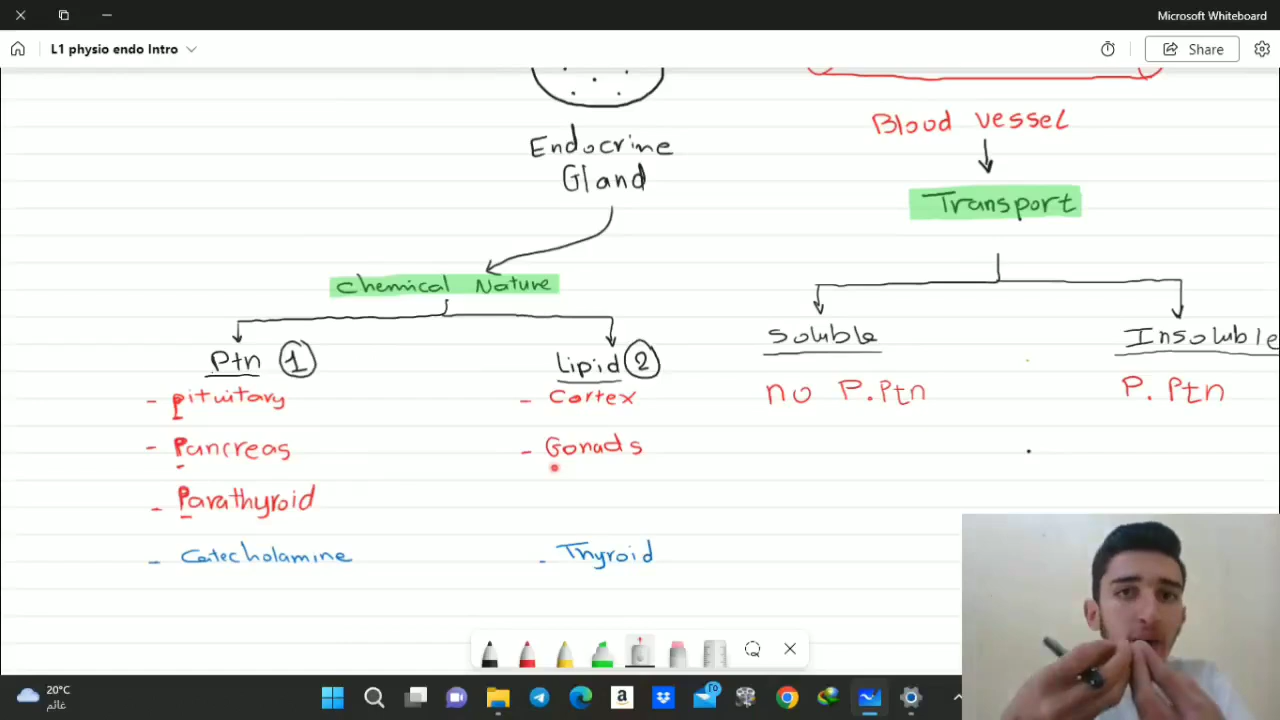 Microsoft Whiteboard
L1 physio endo Intro
Share
Endocrine
Gland
Blood vessel
Transport
Chemical Nature
Ptn 1
Lipid 2
Soluble
Insoluble
- Pituitary
- Cortex
no P.Ptn
P. Ptn
- Pancreas
- Gonads
- Parathyroid
- Catecholamine
- Thyroid
20°C
غائم